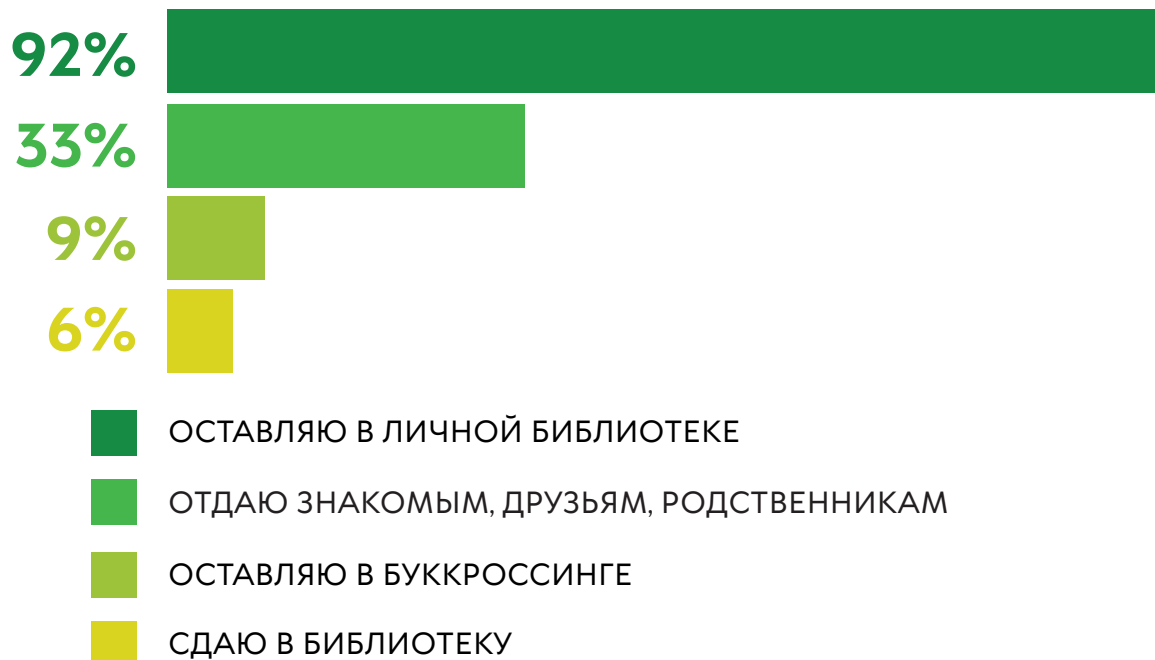 92%
33%
9%
6%
ОСТАВЛЯЮ В ЛИЧНОЙ БИБЛИОТЕКЕ
ОТДАЮ ЗНАКОМЫМ, ДРУЗЬЯМ, РОДСТВЕННИКАМ
ОСТАВЛЯЮ В БУККРОССИНГЕ
СДАЮ В БИБЛИОТЕКУ